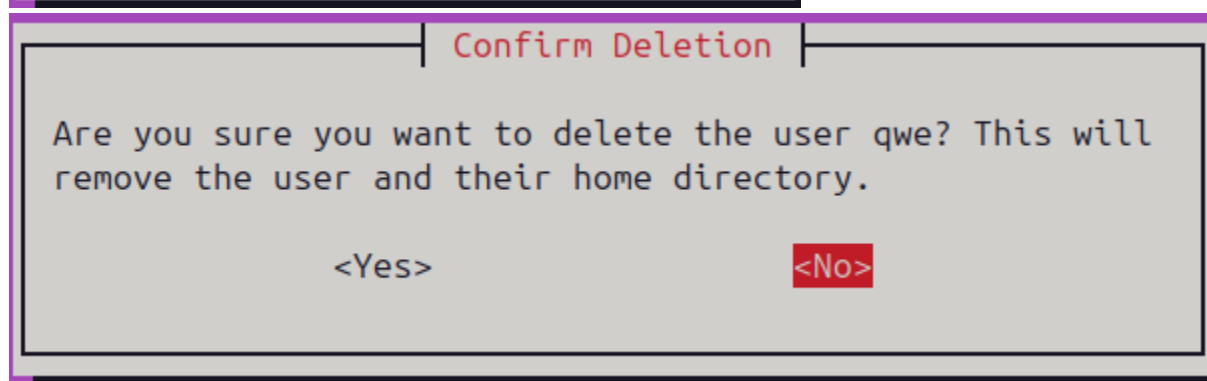 Confirm Deletion
Are you sure you want to delete the user qwe? This will
remove the user and their home directory.
<Yes> <No>